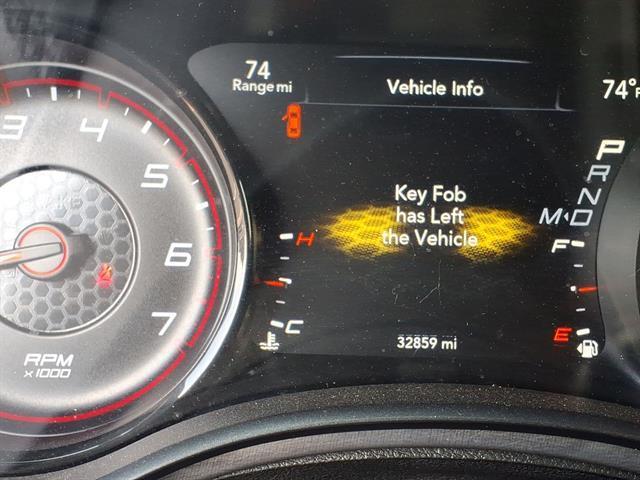 74
Range mi
Vehicle Info
74°F
P
R
N
M◂D
3
4
5
6
7
RPM
x1000
Key Fob
has Left
the Vehicle
H
C
F
E
32859 mi